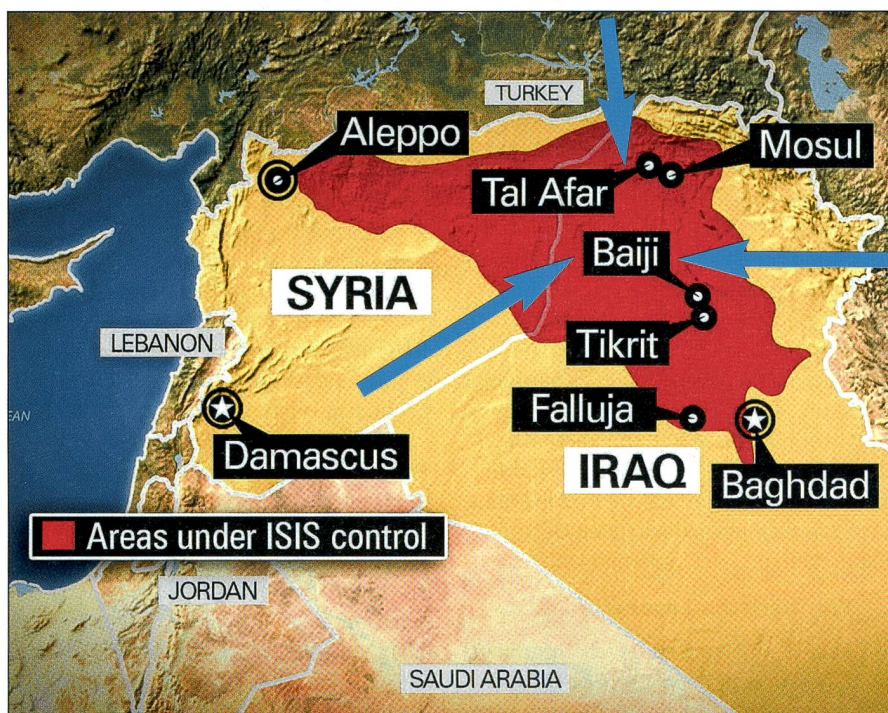 TURKEY
Aleppo
Mosul
Tal Afar
Baiji
SYRIA
LEBANON
Tikrit
EAN
Falluja
Damascus
IRAQ
Baghdad
Areas under ISIS control
JORDAN
SAUDI ARABIA